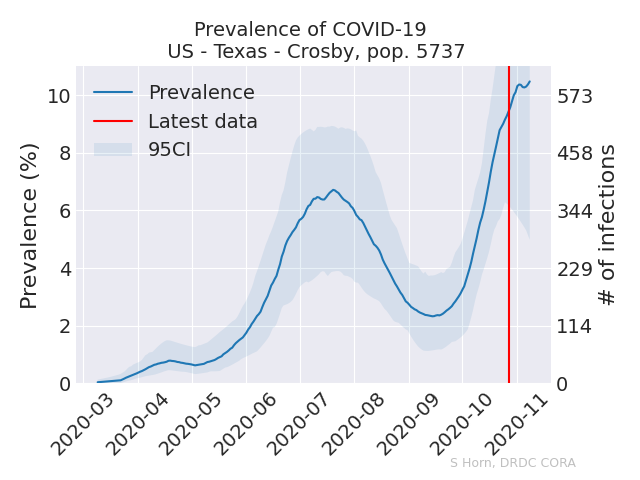 Prevalence of COVID-19
US - Texas - Crosby, pop. 5737
Prevalence
Latest data
95CI
Prevalence (%)
10
8
6
4
2
0
573
458
344
229
114
0
# of infections
2020-03
2020-04
2020-05
2020-06
2020-07
2020-08
2020-09
2020-10
2020-11
S Horn, DRDC CORA